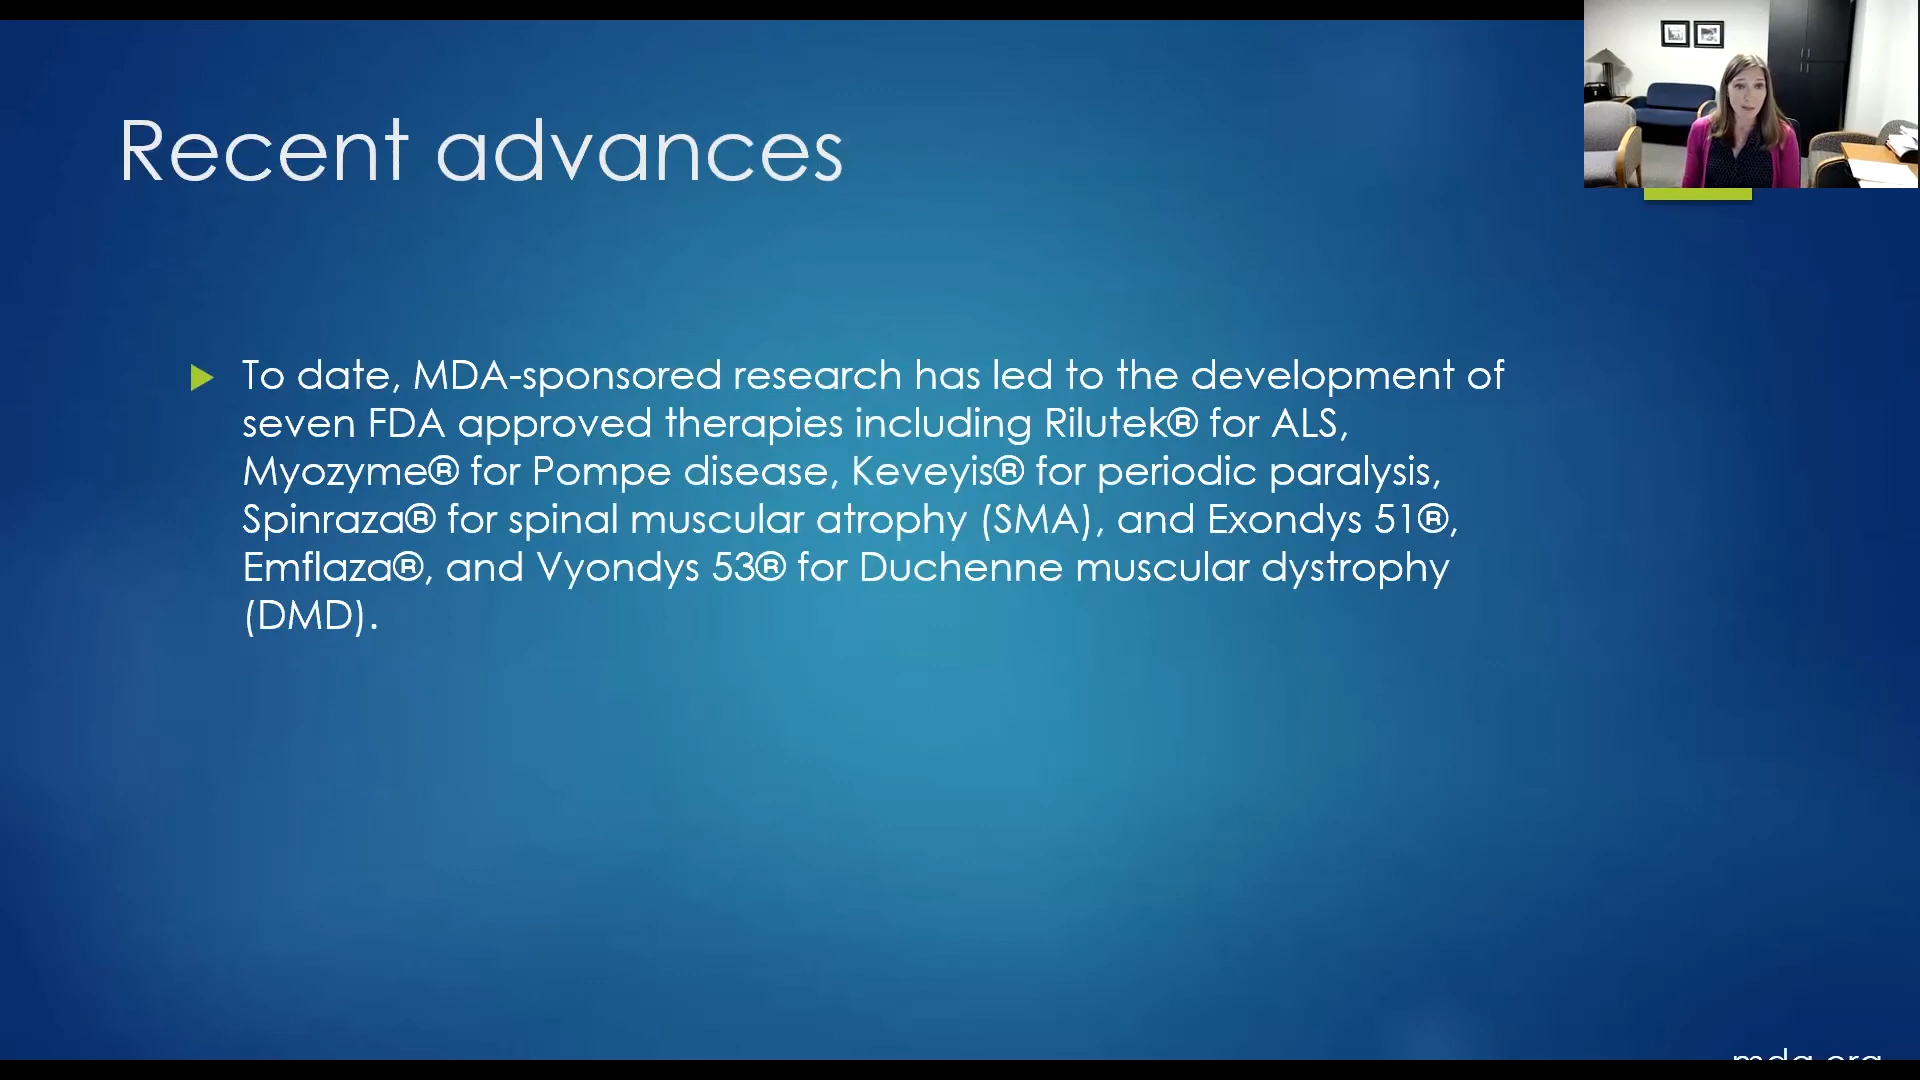 Recent advances
To date, MDA-sponsored research has led to the development of
seven FDA approved therapies including Rilutek® for ALS,
Myozyme® for Pompe disease, Keveyis® for periodic paralysis,
Spinraza® for spinal muscular atrophy (SMA), and Exondys 51®,
Emflaza®, and Vyondys 53® for Duchenne muscular dystrophy
(DMD).
mda.org